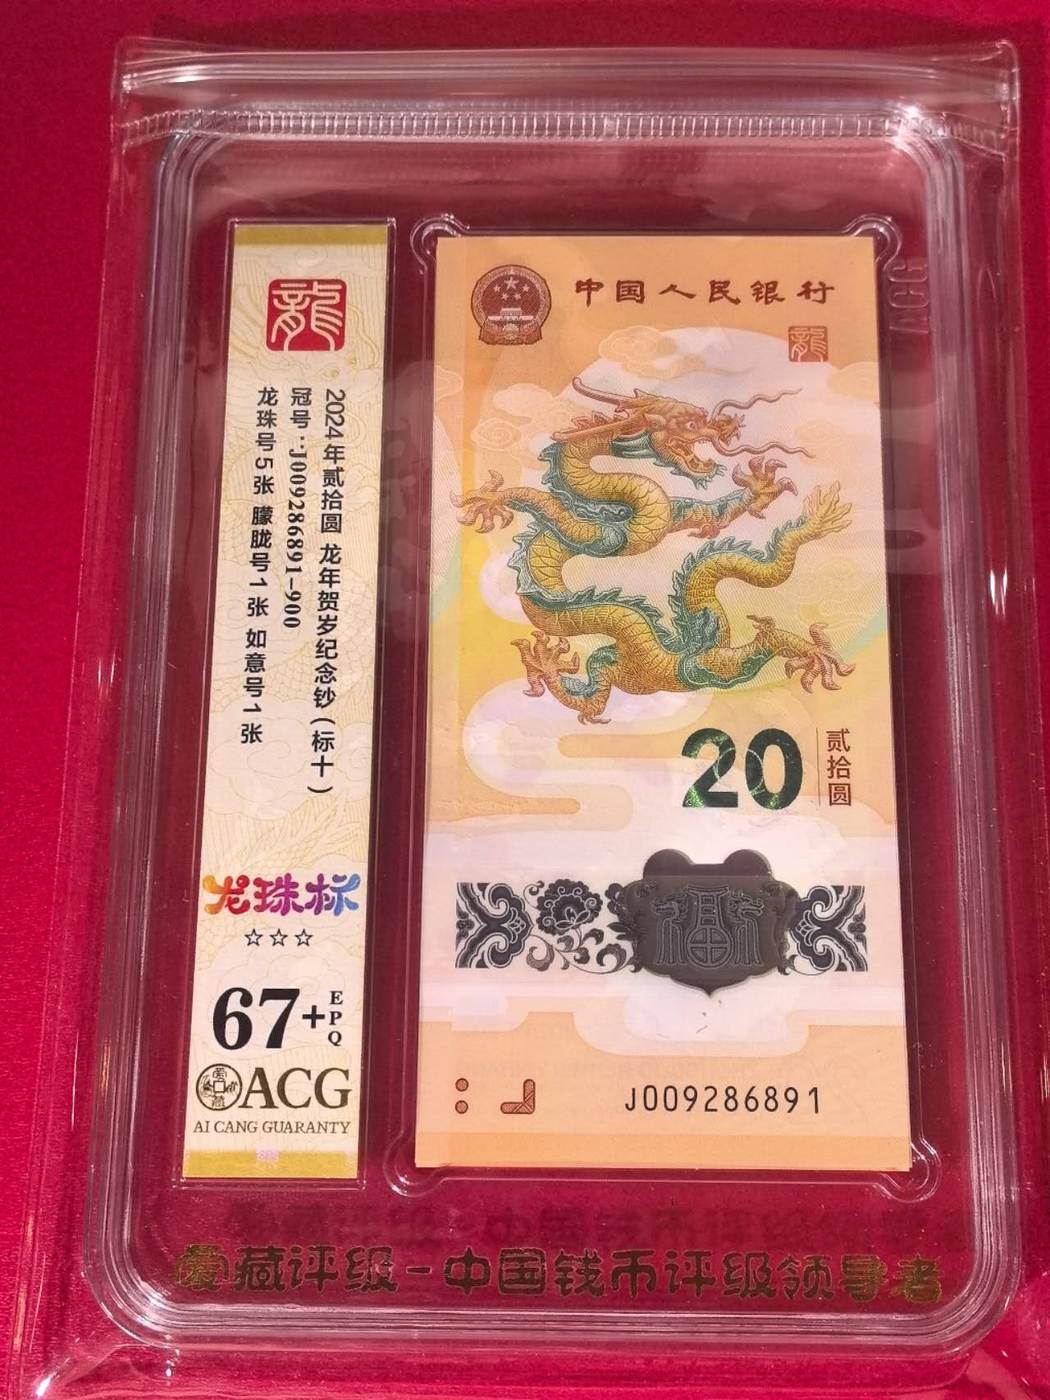 龍
2024年贰拾圆 龙年贺岁纪念钞(标十)
冠号:J009286891-900
龙珠号5张 朦胧号1张 如意号1张
龙珠标
67+EPQ
ACG
AI CANG GUARANTY
中国人民银行
龍
20
贰拾圆
J009286891
爱藏评级-中国钱币评级领导者